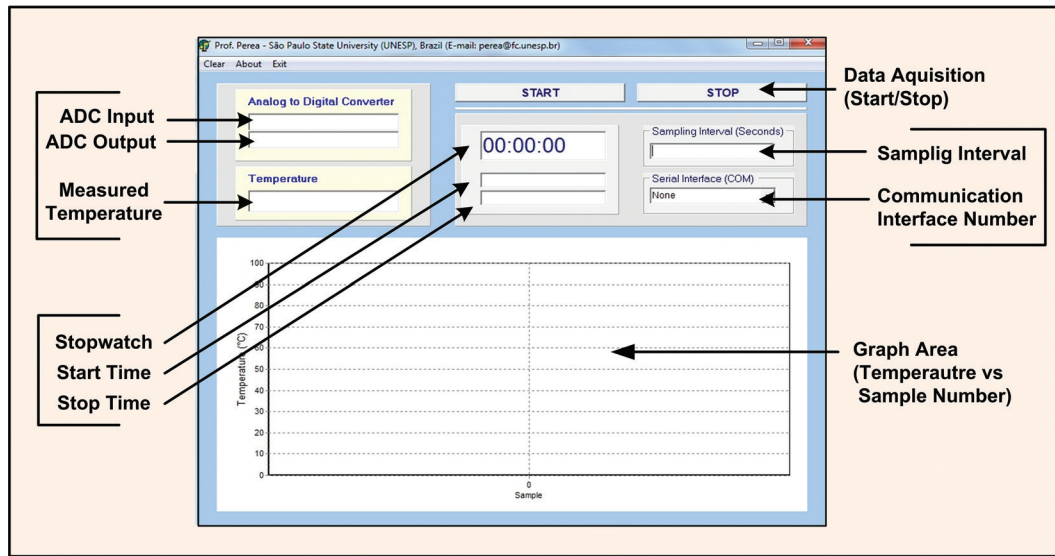 Prof. Perea - São Paulo State University (UNESP), Brazil (E-mail: perea@fc.unesp.br)
Clear About Exit
Analog to Digital Converter
START
STOP
Data Aquisition
(Start/Stop)
ADC Input
ADC Output
00:00:00
Sampling Interval (Seconds)
Samplig Interval
Measured
Temperature
Temperature
Serial Interface (COM)
None
Communication
Interface Number
Stopwatch
Start Time
Stop Time
Temperature (°C)
100
90
80
70
60
50
40
30
20
10
0
0
Sample
Graph Area
(Temperautre vs
Sample Number)